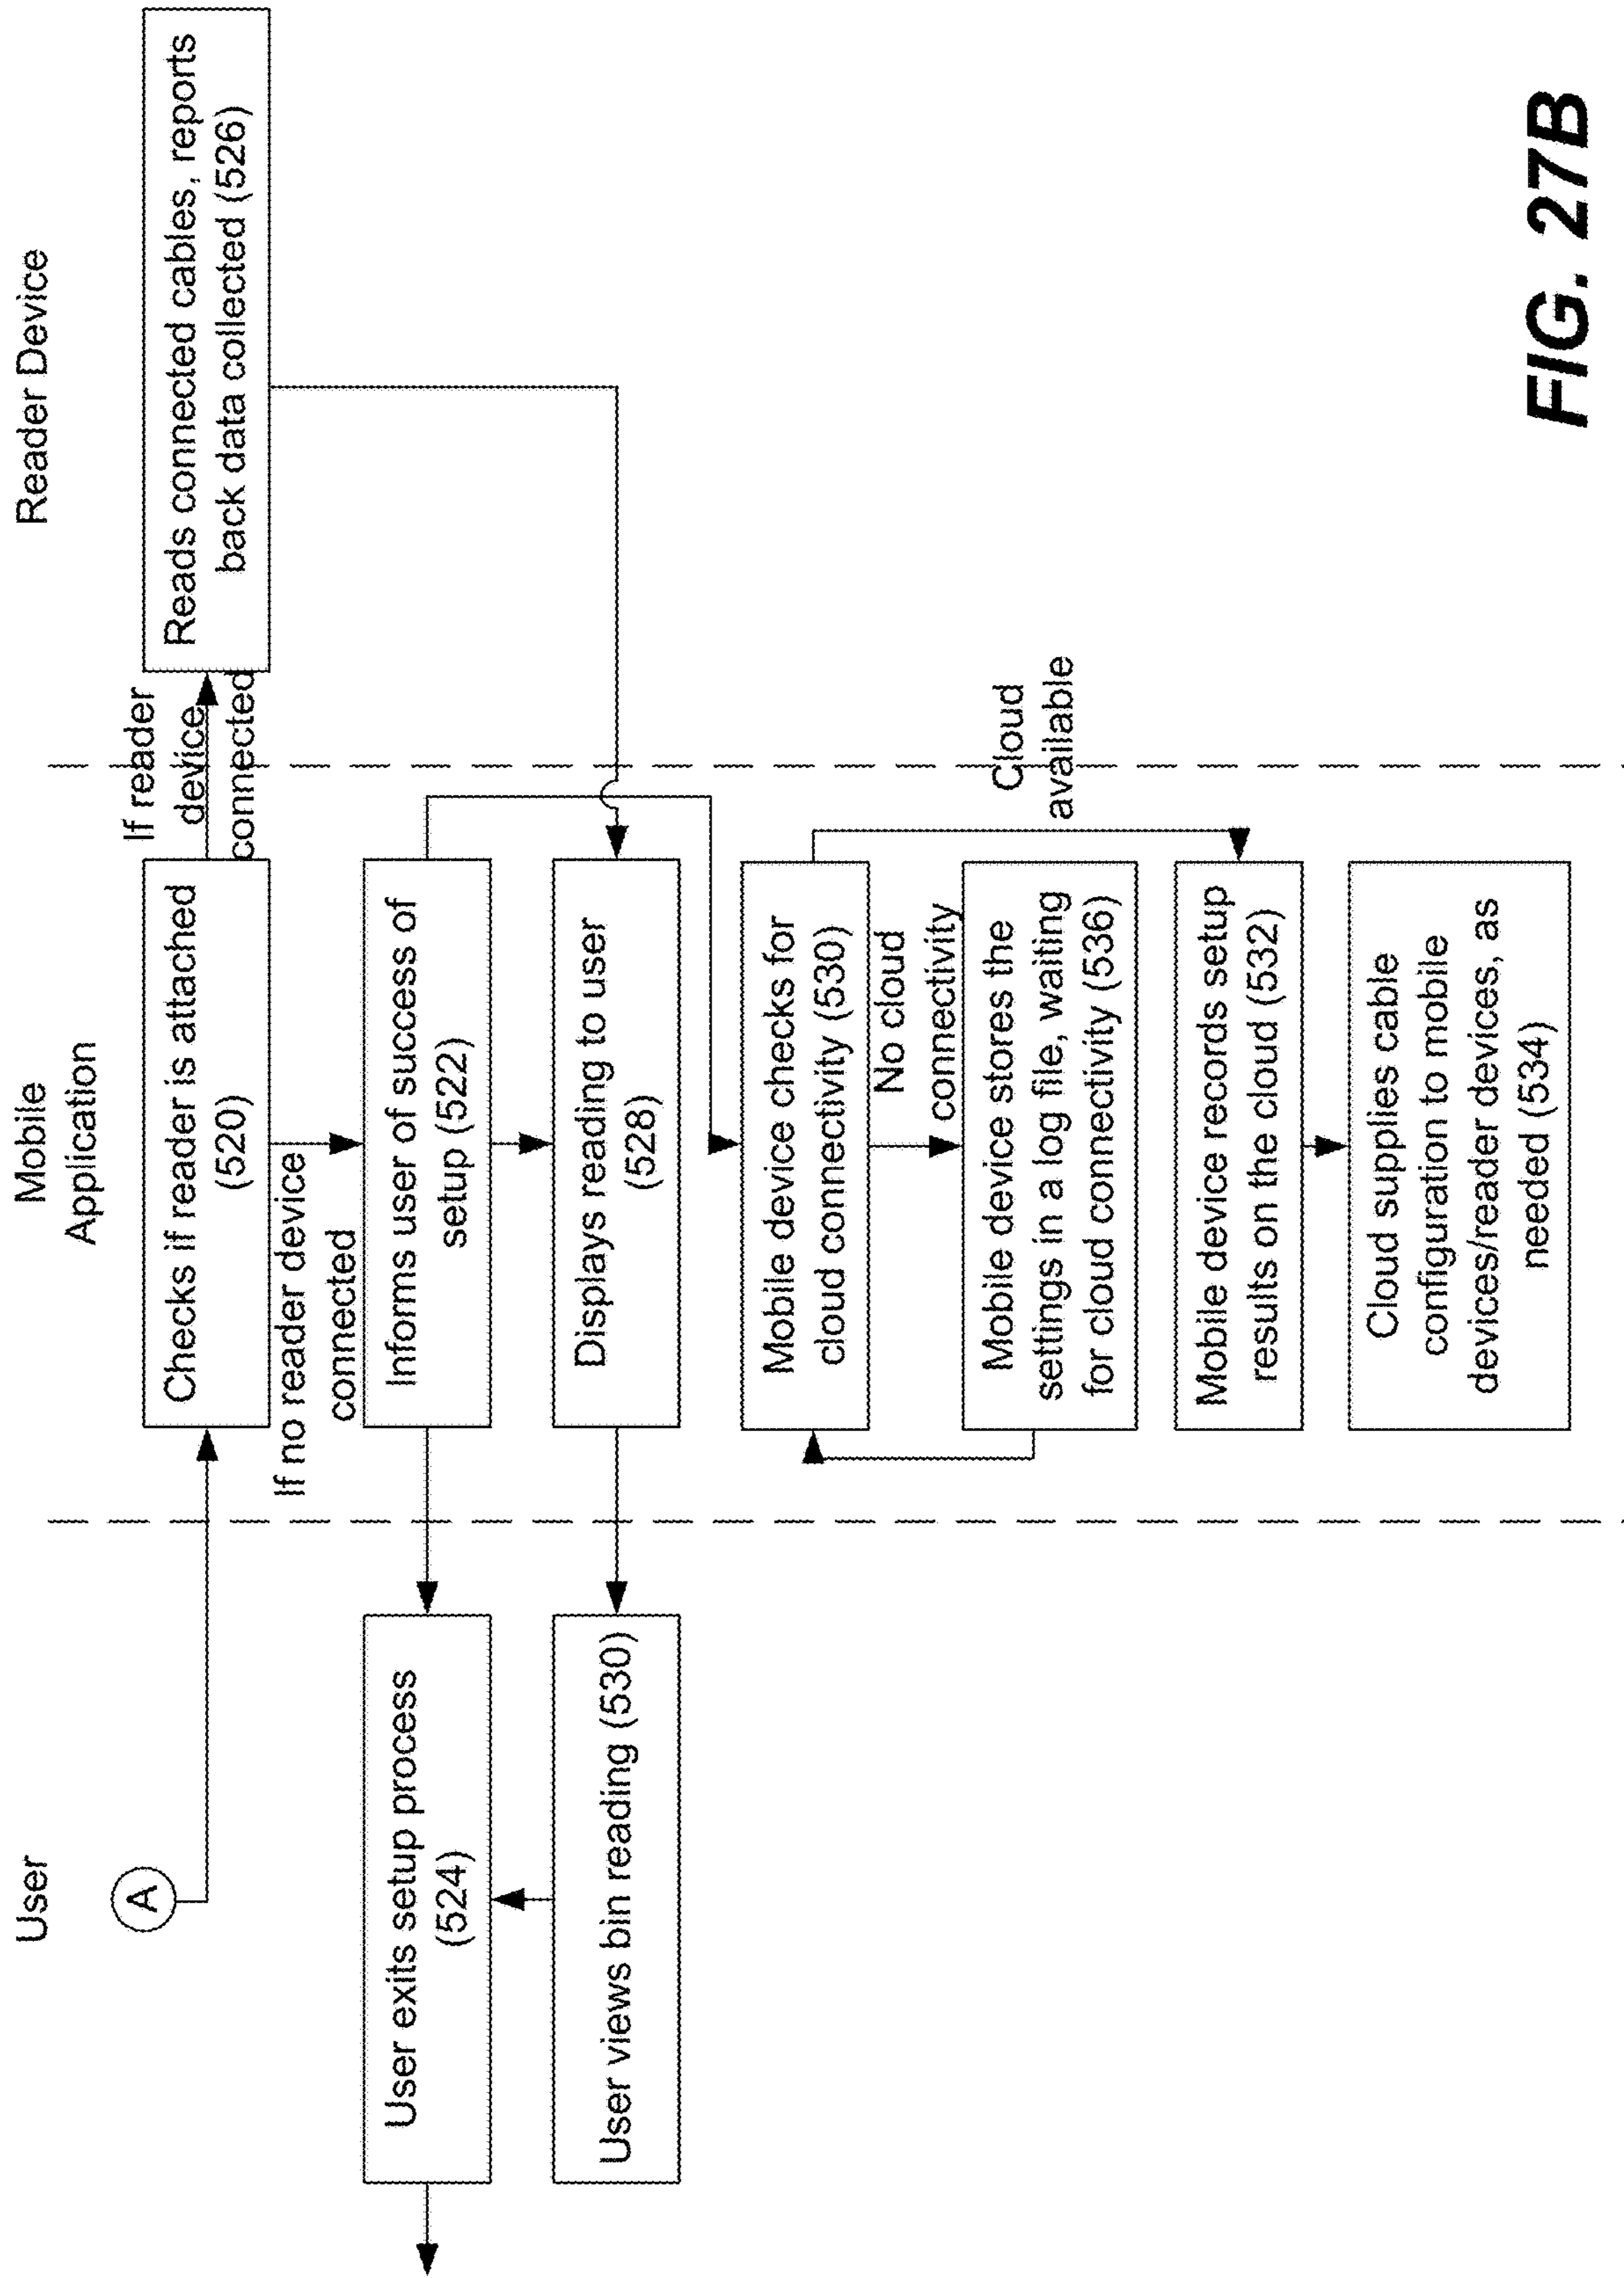 User
Mobile
Application
Reader Device
A
Checks if reader is attached
(520)
If reader
device
connected
Reads connected cables, reports
back data collected (526)
If no reader device
connected
User exits setup process
(524)
Informs user of success of
setup (522)
User views bin reading (530)
Displays reading to user
(528)
Mobile device checks for
cloud connectivity (530)
No cloud
connectivity
Cloud
available
Mobile device stores the
settings in a log file, waiting
for cloud connectivity (536)
Mobile device records setup
results on the cloud (532)
Cloud supplies cable
configuration to mobile
devices/reader devices, as
needed (534)
FIG. 27B